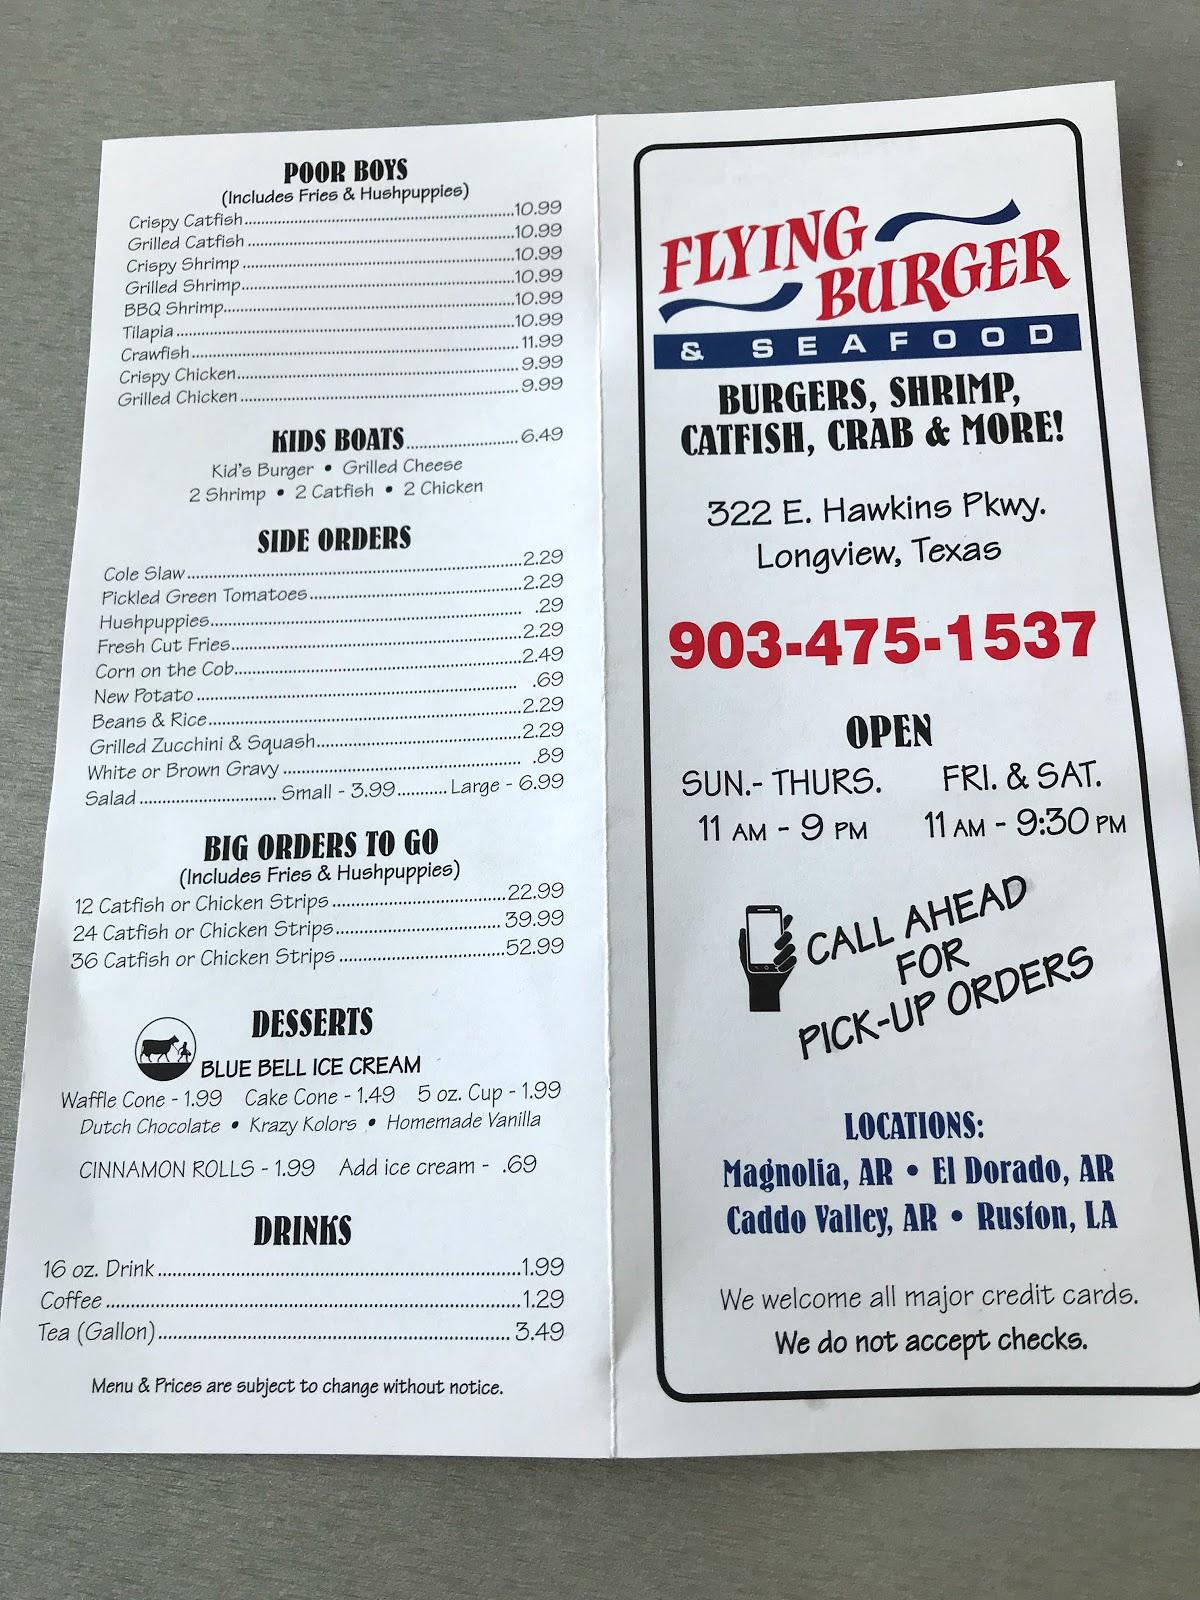 POOR BOYS
(Includes Fries & Hushpuppies)
Crispy Catfish 10.99
Grilled Catfish 10.99
Crispy Shrimp 10.99
Grilled Shrimp 10.99
BBQ Shrimp 10.99
Tilapia 10.99
Crawfish 11.99
Crispy Chicken 9.99
Grilled Chicken 9.99
KIDS BOATS 6.49
Kid's Burger • Grilled Cheese
2 Shrimp • 2 Catfish • 2 Chicken
SIDE ORDERS
Cole Slaw 2.29
Pickled Green Tomatoes 2.29
Hushpuppies .29
Fresh Cut Fries 2.29
Corn on the Cob 2.49
New Potato .69
Beans & Rice 2.29
Grilled Zucchini & Squash 2.29
White or Brown Gravy .89
Salad Small - 3.99 Large - 6.99
BIG ORDERS TO GO
(Includes Fries & Hushpuppies)
12 Catfish or Chicken Strips 22.99
24 Catfish or Chicken Strips 39.99
36 Catfish or Chicken Strips 52.99
DESSERTS
BLUE BELL ICE CREAM
Waffle Cone - 1.99 Cake Cone - 1.49 5 oz. Cup - 1.99
Dutch Chocolate • Krazy Kolors • Homemade Vanilla
CINNAMON ROLLS - 1.99 Add ice cream - .69
DRINKS
16 oz. Drink 1.99
Coffee 1.29
Tea (Gallon) 3.49
Menu & Prices are subject to change without notice.
FLYING
BURGER
& SEAFOOD
BURGERS, SHRIMP,
CATFISH, CRAB & MORE!
322 E. Hawkins Pkwy.
Longview, Texas
903-475-1537
OPEN
SUN.- THURS. FRI. & SAT.
11 AM - 9 PM 11 AM - 9:30 PM
CALL AHEAD
FOR
PICK-UP ORDERS
LOCATIONS:
Magnolia, AR • El Dorado, AR
Caddo Valley, AR • Ruston, LA
We welcome all major credit cards.
We do not accept checks.